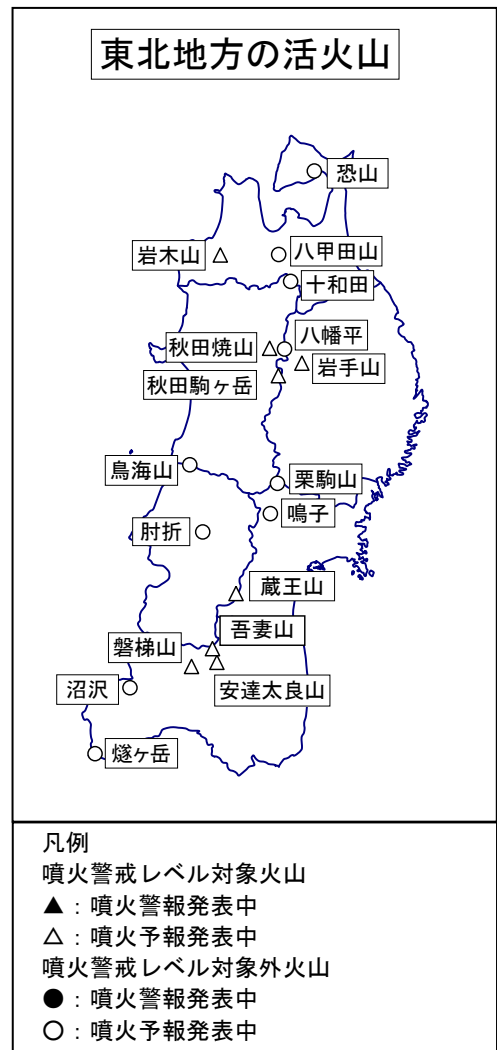 東北地方の活火山
恐山
岩木山
八甲田山
十和田
八幡平
秋田焼山
岩手山
秋田駒ヶ岳
鳥海山
栗駒山
鳴子
肘折
蔵王山
吾妻山
磐梯山
沼沢
安達太良山
燧ヶ岳
凡例
噴火警戒レベル対象火山
▲：噴火警報発表中
△：噴火予報発表中
噴火警戒レベル対象外火山
●：噴火警報発表中
○：噴火予報発表中